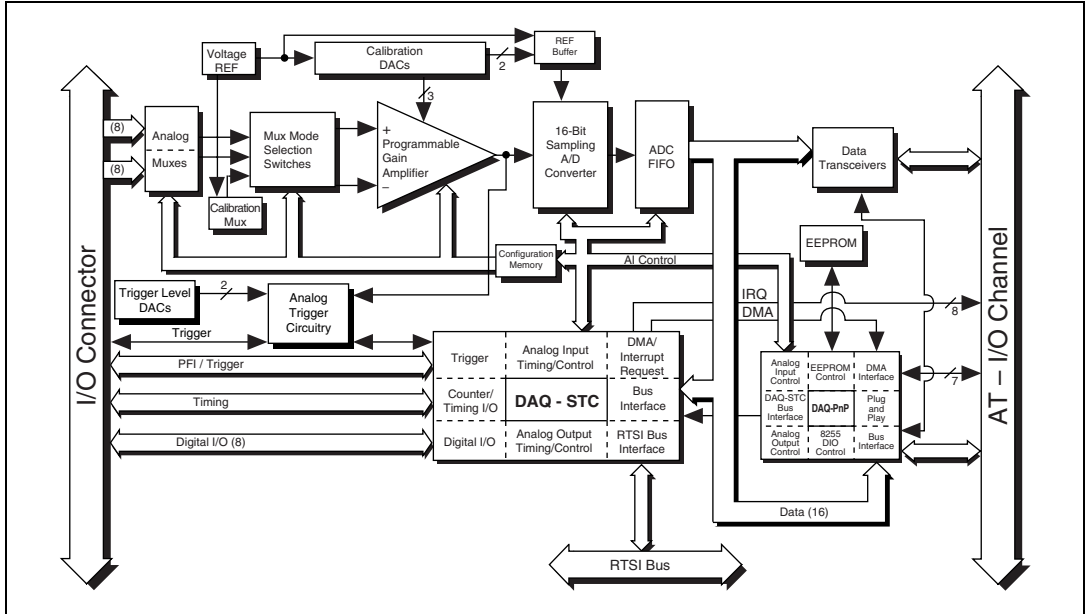 Voltage
REF
Calibration
DACs
2
REF
Buffer
3
(8)
(8)
Analog
Muxes
Mux Mode
Selection
Switches
+
Programmable
Gain
Amplifier
–
16-Bit
Sampling
A/D
Converter
ADC
FIFO
Data
Transceivers
Calibration
Mux
Configuration
Memory
AI Control
EEPROM
I/O Connector
AT – I/O Channel
Trigger Level
DACs
2
Analog
Trigger
Circuitry
Trigger
IRQ
DMA
8
PFI / Trigger
Timing
Digital I/O (8)
Trigger
Analog Input
Timing/Control
DMA/
Interrupt
Request
Counter/
Timing I/O
DAQ - STC
Bus
Interface
Digital I/O
Analog Output
Timing/Control
RTSI Bus
Interface
Analog
Input
Control
EEPROM
Control
DMA
Interface
DAQ-STC
Bus
Interface
DAQ-PnP
Plug
and
Play
Analog
Output
Control
8255
DIO
Control
Bus
Interface
7
Data (16)
RTSI Bus